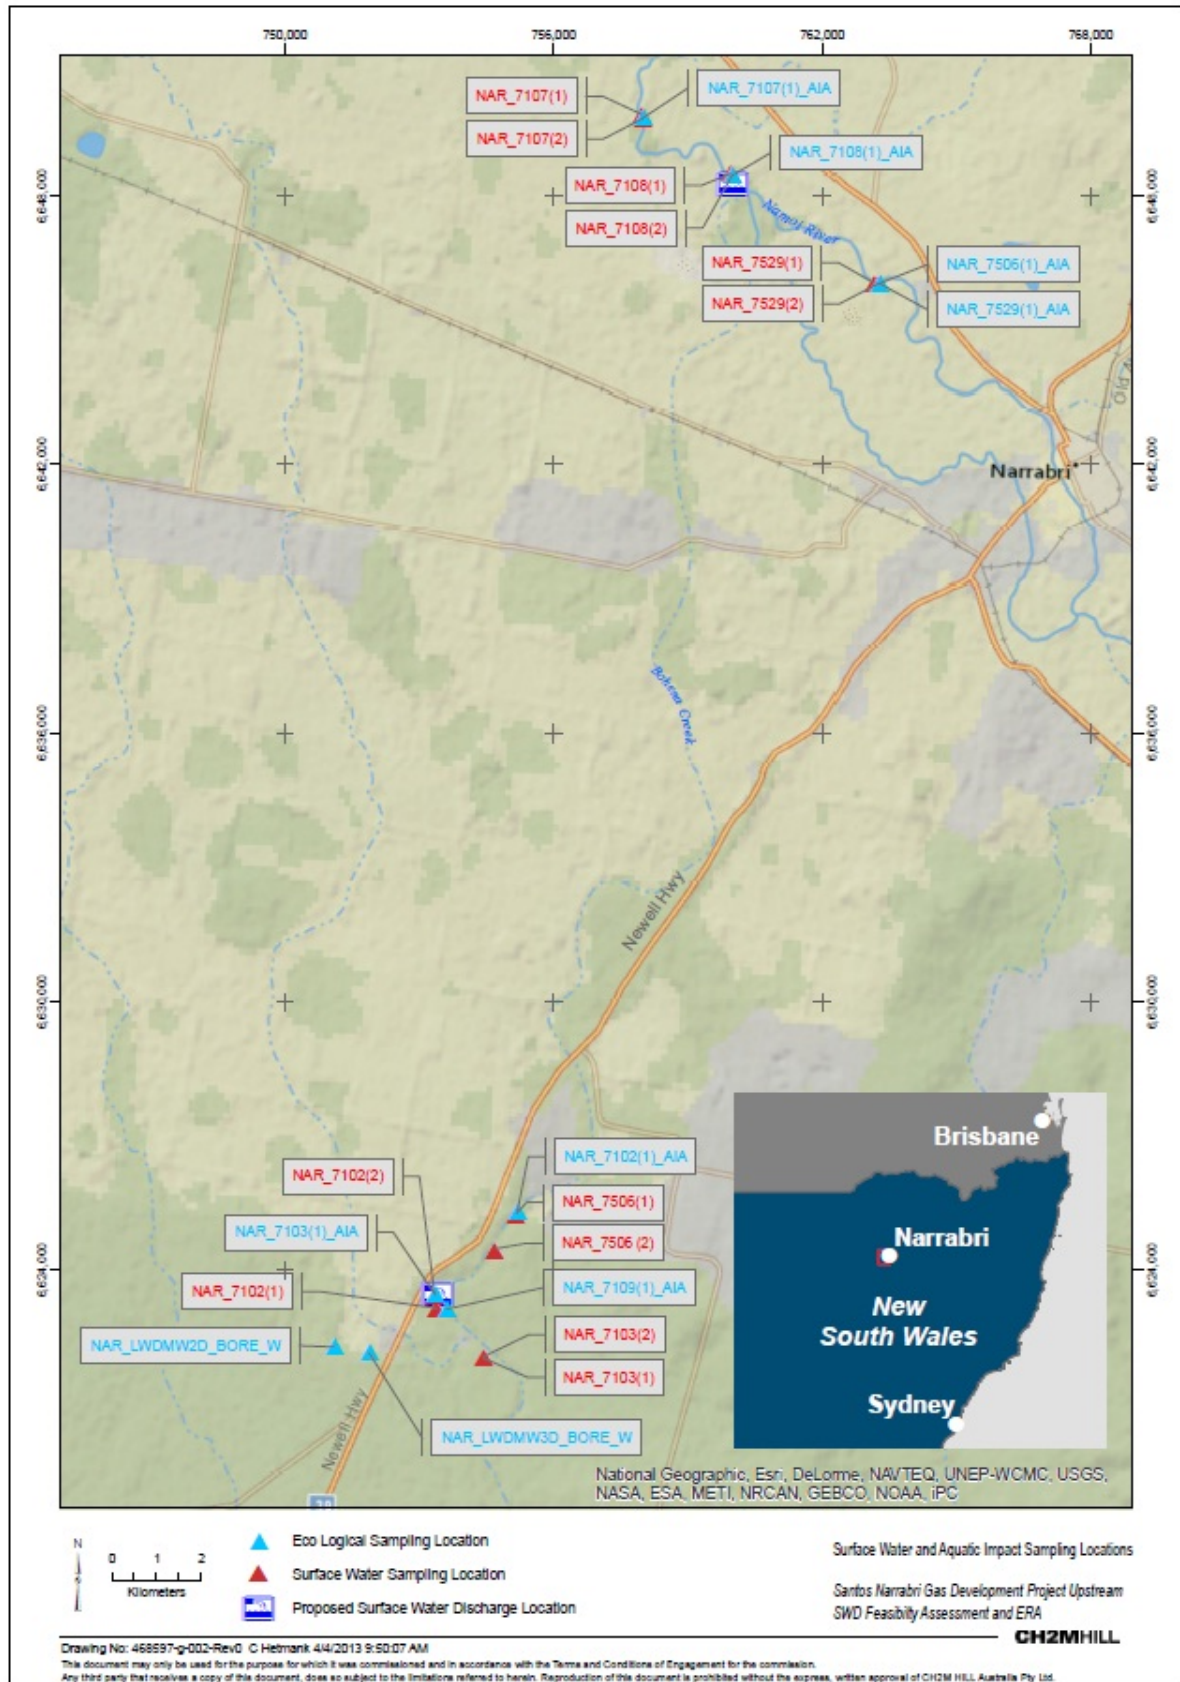 750,000 756,000 762,000 768,000
NAR_7107(1) NAR_7107(1)_AIA
NAR_7107(2)
NAR_7108(1)_AIA
NAR_7108(1)
6,648,000 6,648,000
NAR_7108(2)
Namoi River
NAR_7529(1) NAR_7506(1)_AIA
NAR_7529(2) NAR_7529(1)_AIA
6,642,000 Narrabri 6,642,000
6,636,000 Bohena Creek 6,636,000
Newell Hwy
6,630,000 6,630,000
Brisbane
NAR_7102(1)_AIA
NAR_7102(2)
NAR_7506(1)
NAR_7103(1)_AIA Narrabri
NAR_7506 (2)
6,624,000 6,624,000
NAR_7102(1) NAR_7109(1)_AIA
New
South Wales
NAR_7103(2)
NAR_LWDMW2D_BORE_W
NAR_7103(1)
Sydney
Newell Hwy
NAR_LWDMW3D_BORE_W
National Geographic, Esri, DeLorme, NAVTEQ, UNEP-WCMC, USGS,
NASA, ESA, METI, NRCAN, GEBCO, NOAA, iPC
N
0 1 2
Kilometers
Eco Logical Sampling Location
Surface Water Sampling Location
Proposed Surface Water Discharge Location
Surface Water and Aquatic Impact Sampling Locations
Santos Narrabri Gas Development Project Upstream
SWD Feasibilty Assessment and ERA
CH2MHILL
Drawing No: 468597-g-002-Rev0 C Hetmank 4/4/2013 9:50:07 AM
This document may only be used for the purpose for which it was commissioned and in accordance with the Terms and Conditions of Engagement for the commission.
Any third party that receives a copy of this document, does so subject to the limitations referred to herein. Reproduction of this document is prohibited without the express, written approval of CH2M HILL Australia Pty Ltd.